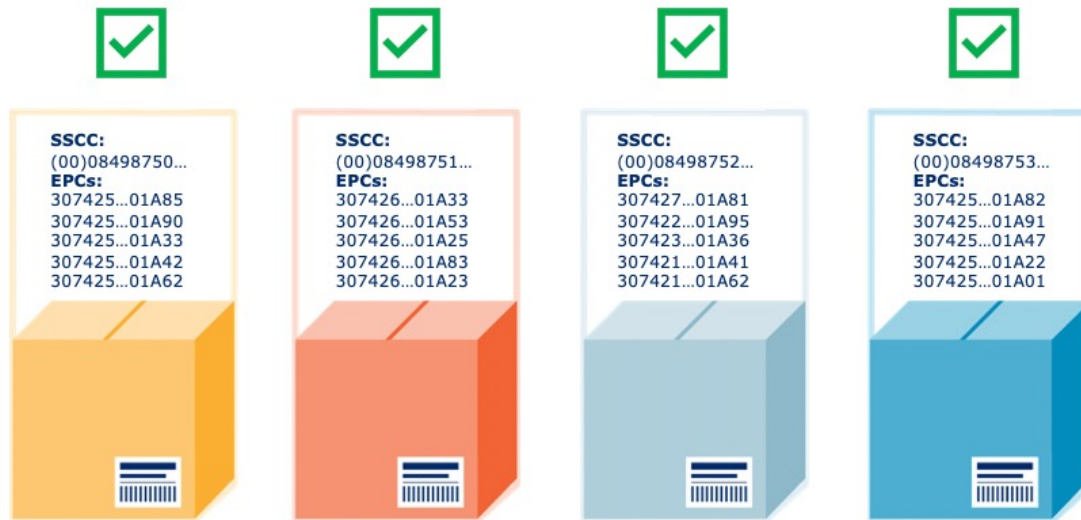 SSCC:
(00)08498750...
EPCs:
307425...01A85
307425...01A90
307425...01A33
307425...01A42
307425...01A62
SSCC:
(00)08498751...
EPCs:
307426...01A33
307426...01A53
307426...01A25
307426...01A83
307426...01A23
SSCC:
(00)08498752...
EPCs:
307427...01A81
307422...01A95
307423...01A36
307421...01A41
307421...01A62
SSCC:
(00)08498753...
EPCs:
307425...01A82
307425...01A91
307425...01A47
307425...01A22
307425...01A01